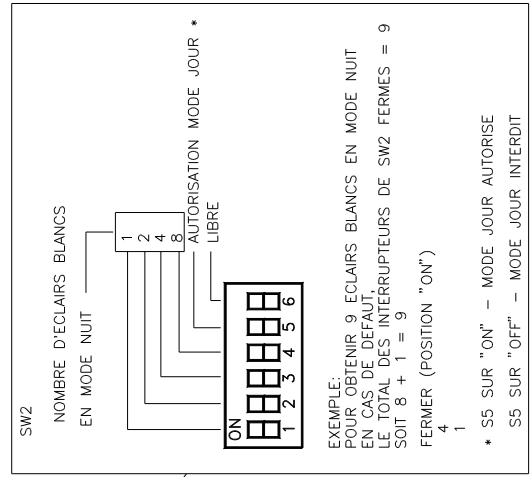 SW2
NOMBRE D'ECLAIRS BLANCS
EN MODE NUIT
1
2
4
8
AUTORISATION MODE JOUR *
LIBRE
ON
1 2 3 4 5 6
EXEMPLE:
POUR OBTENIR 9 ECLAIRS BLANCS EN MODE NUIT
EN CAS DE DEFAUT,
LE TOTAL DES INTERRUPTEURS DE SW2 FERMES = 9
SOIT 8 + 1 = 9
FERMER (POSITION "ON")
4
1
* S5 SUR "ON" – MODE JOUR AUTORISE
S5 SUR "OFF" – MODE JOUR INTERDIT